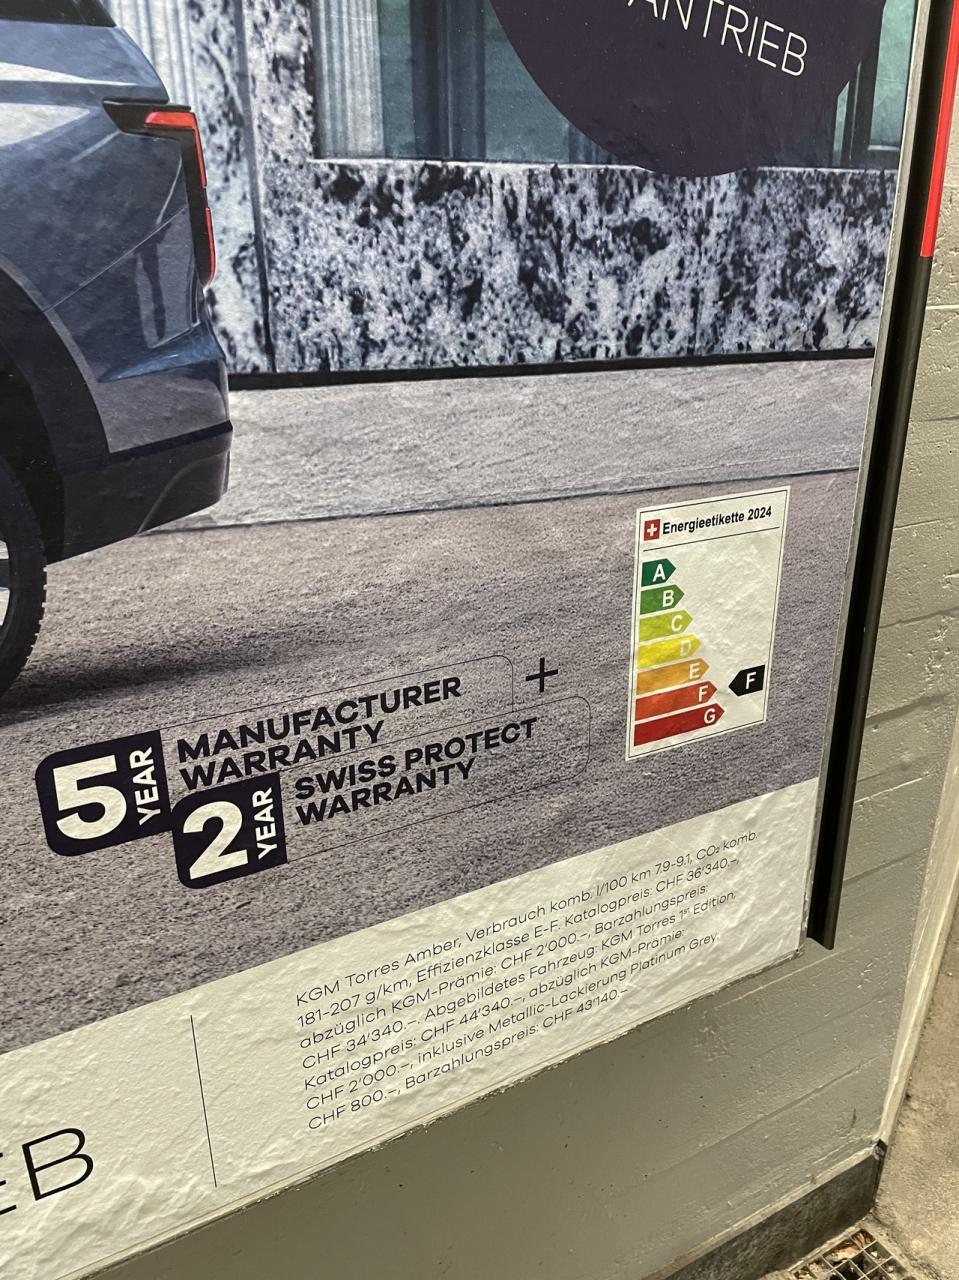 ANTRIEB
Energieetikette 2024
A
B
C
D
E
F
F
G
5 YEAR
MANUFACTURER
WARRANTY
+
2 YEAR
SWISS PROTECT
WARRANTY
KGM Torres Amber, Verbrauch komb. l/100 km 7.9-9.1, CO₂ komb.
181-207 g/km, Effizienzklasse E-F. Katalogpreis: CHF 36'340.–,
abzüglich KGM-Prämie: CHF 2'000.–, Barzahlungspreis:
CHF 34'340.–. Abgebildetes Fahrzeug: KGM Torres 1st Edition,
Katalogpreis: CHF 44'340.–, abzüglich KGM-Prämie:
CHF 2'000.–, inklusive Metallic-Lackierung Platinum Grey:
CHF 800.–, Barzahlungspreis: CHF 43'140.–
EB